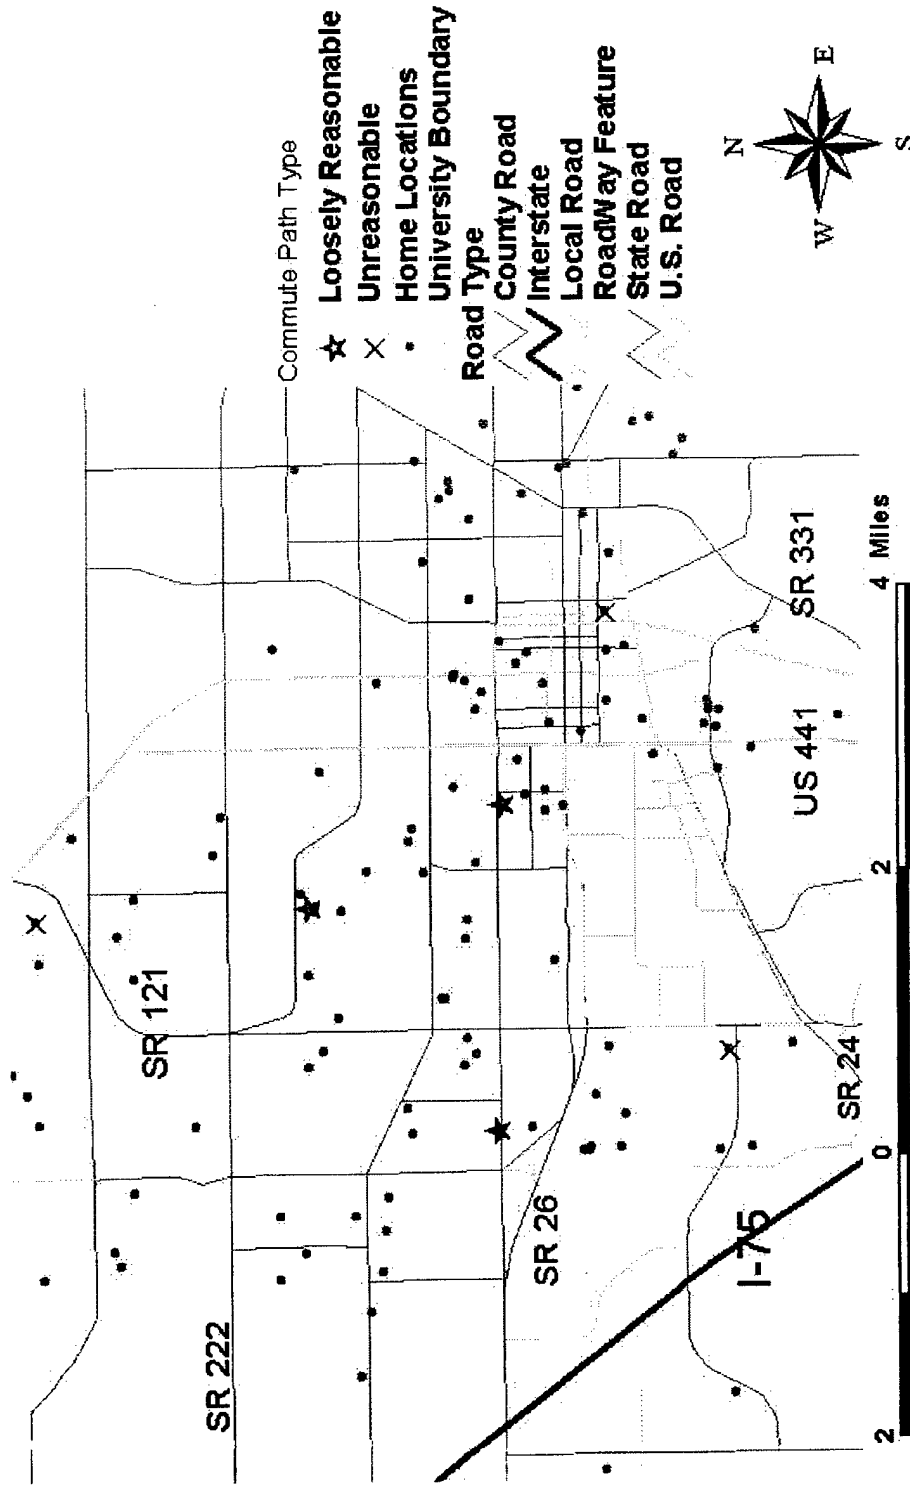 Commute Path Type
Loosely Reasonable
Unreasonable
Home Locations
University Boundary
Road Type
County Road
Interstate
Local Road
RoadWay Feature
State Road
U.S. Road
N
W
E
S
SR 121
SR 222
SR 26
I-75
SR 24
US 441
SR 331
2
0
2
4 Miles